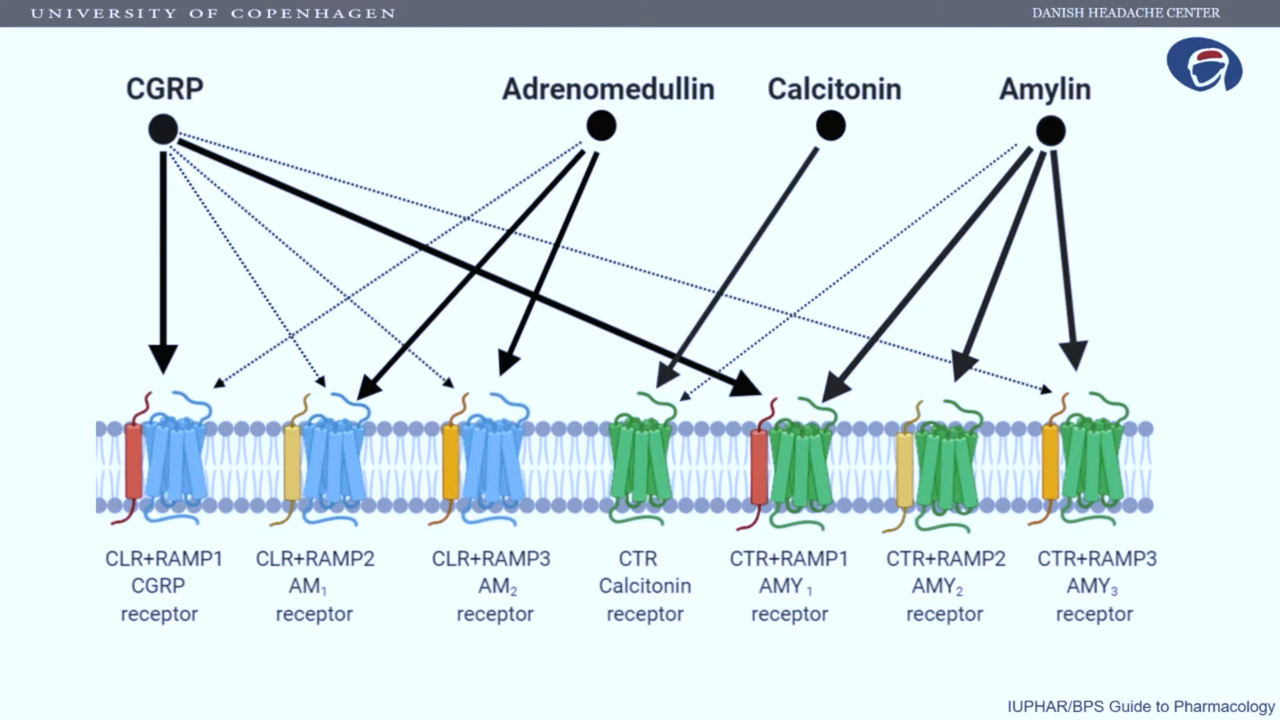 UNIVERSITY OF COPENHAGEN
DANISH HEADACHE CENTER
CGRP
Adrenomedullin
Calcitonin
Amylin
CLR+RAMP1
CGRP
receptor
CLR+RAMP2
AM₁
receptor
CLR+RAMP3
AM₂
receptor
CTR
Calcitonin
receptor
CTR+RAMP1
AMY₁
receptor
CTR+RAMP2
AMY₂
receptor
CTR+RAMP3
AMY₃
receptor
IUPHAR/BPS Guide to Pharmacology